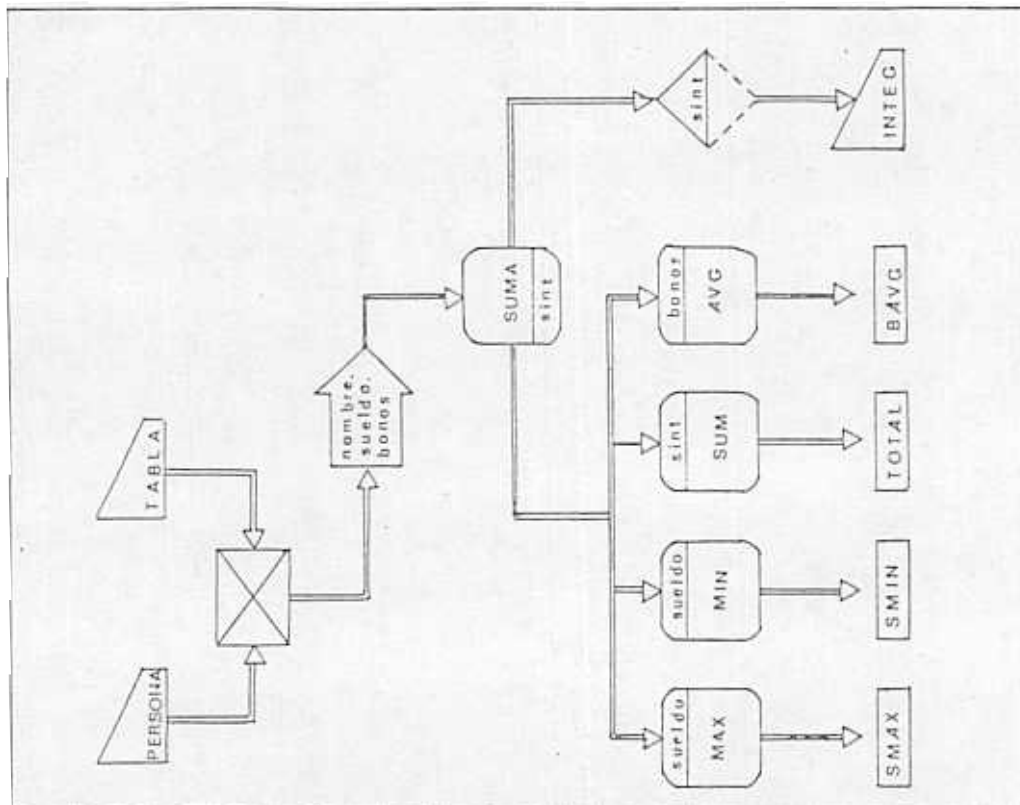 PERSONA
TABLA
nombre,
sueldo,
bonos
SUMA
sint
sueldo
MAX
sueldo
MIN
sint
SUM
bonos
AVG
sint
SMAX
SMIN
TOTAL
BAVG
INTEG